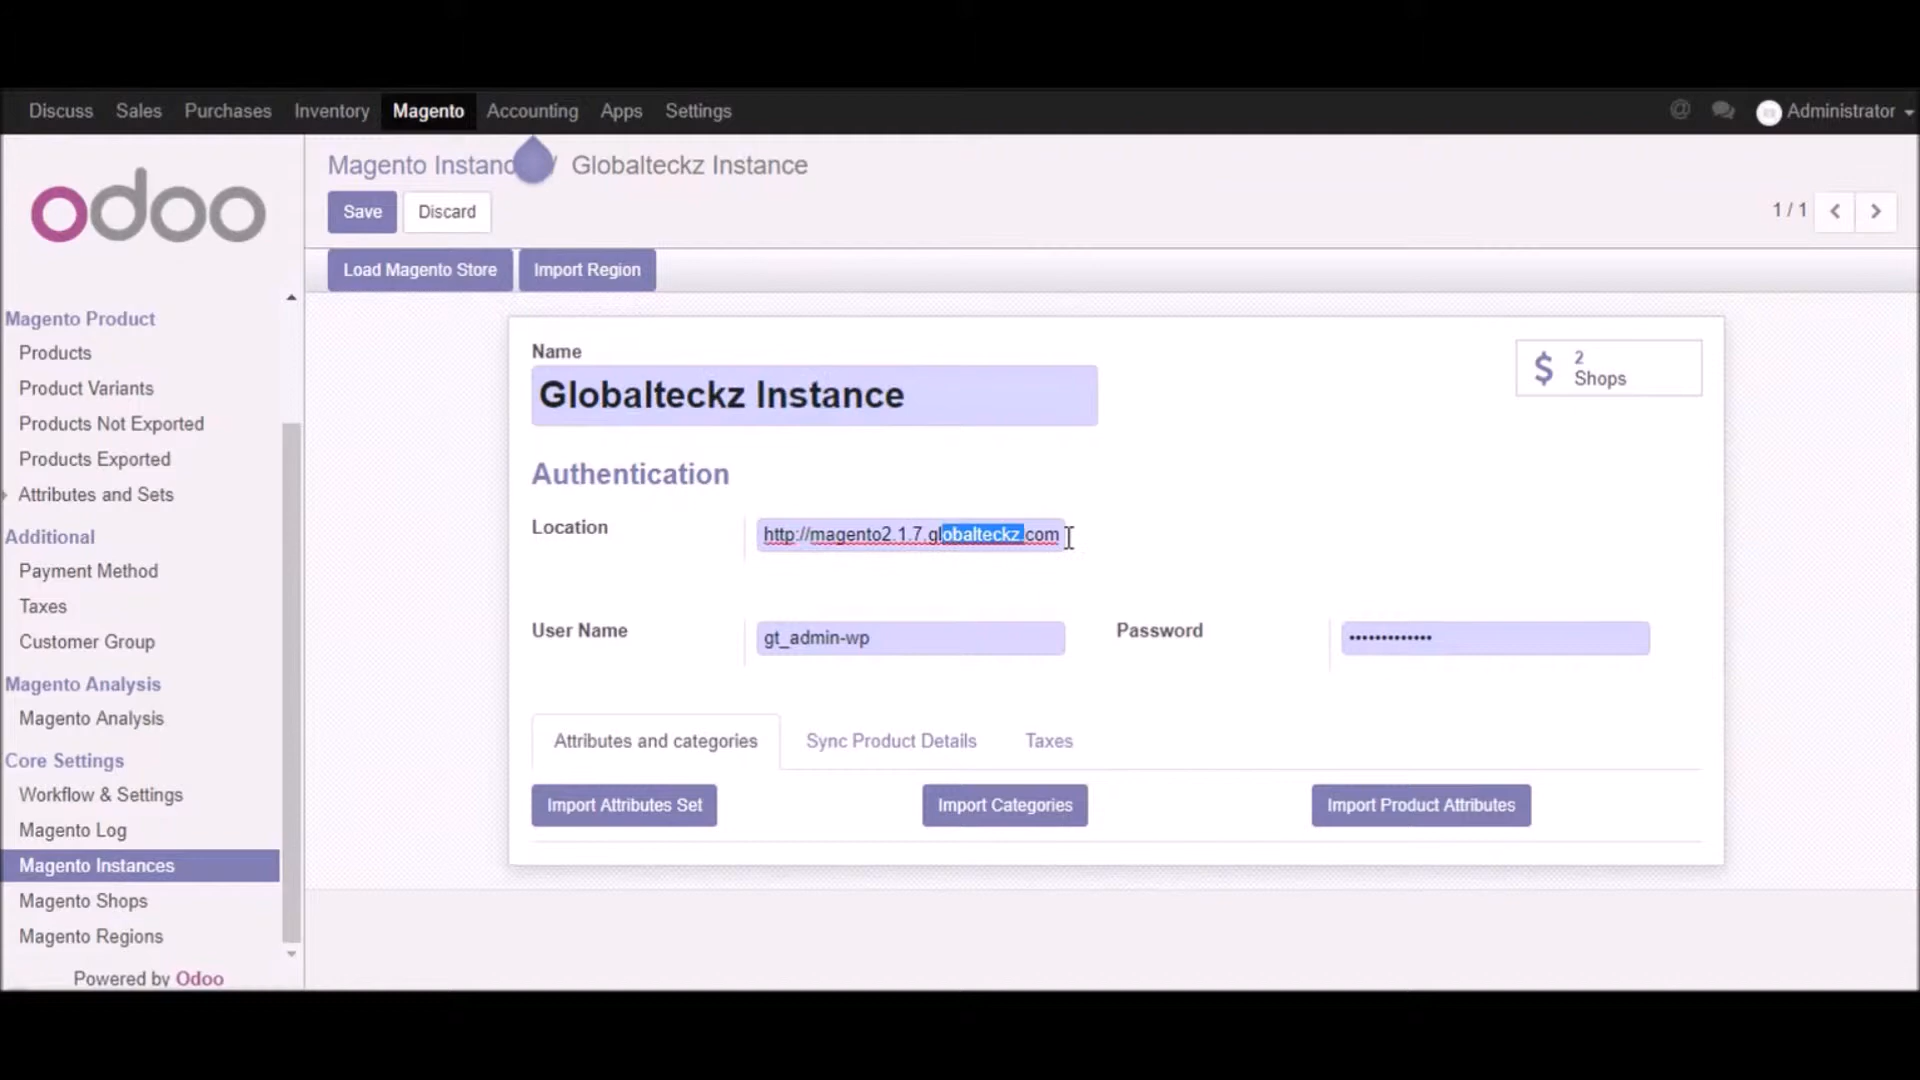 Discuss Sales Purchases Inventory Magento Accounting Apps Settings @ Administrator
odoo
Magento Instanc / Globalteckz Instance
Save Discard
1 / 1
Load Magento Store Import Region
Magento Product
Products
Product Variants
Products Not Exported
Products Exported
Attributes and Sets
Additional
Payment Method
Taxes
Customer Group
Magento Analysis
Magento Analysis
Core Settings
Workflow & Settings
Magento Log
Magento Instances
Magento Shops
Magento Regions
Powered by Odoo
Name
Globalteckz Instance
$ 2
Shops
Authentication
Location http://magento2.1.7.globalteckz.com
User Name gt_admin-wp Password •••••••••••••
Attributes and categories Sync Product Details Taxes
Import Attributes Set Import Categories Import Product Attributes